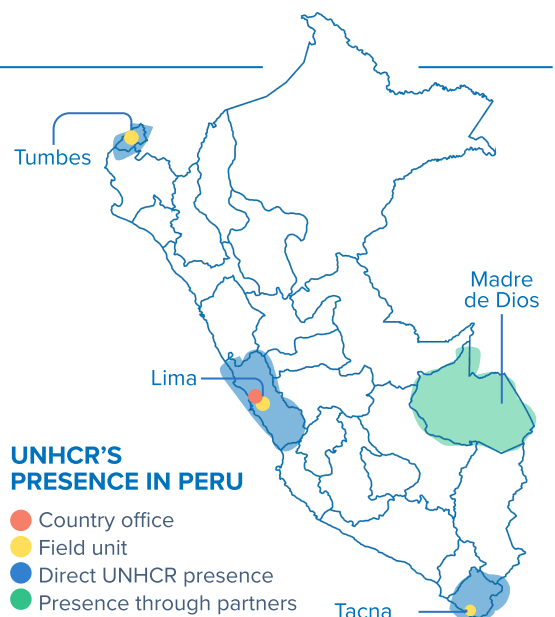 Tumbes
Madre
de Dios
Lima
UNHCR'S
PRESENCE IN PERU
Country office
Field unit
Direct UNHCR presence
Presence through partners
Tacna